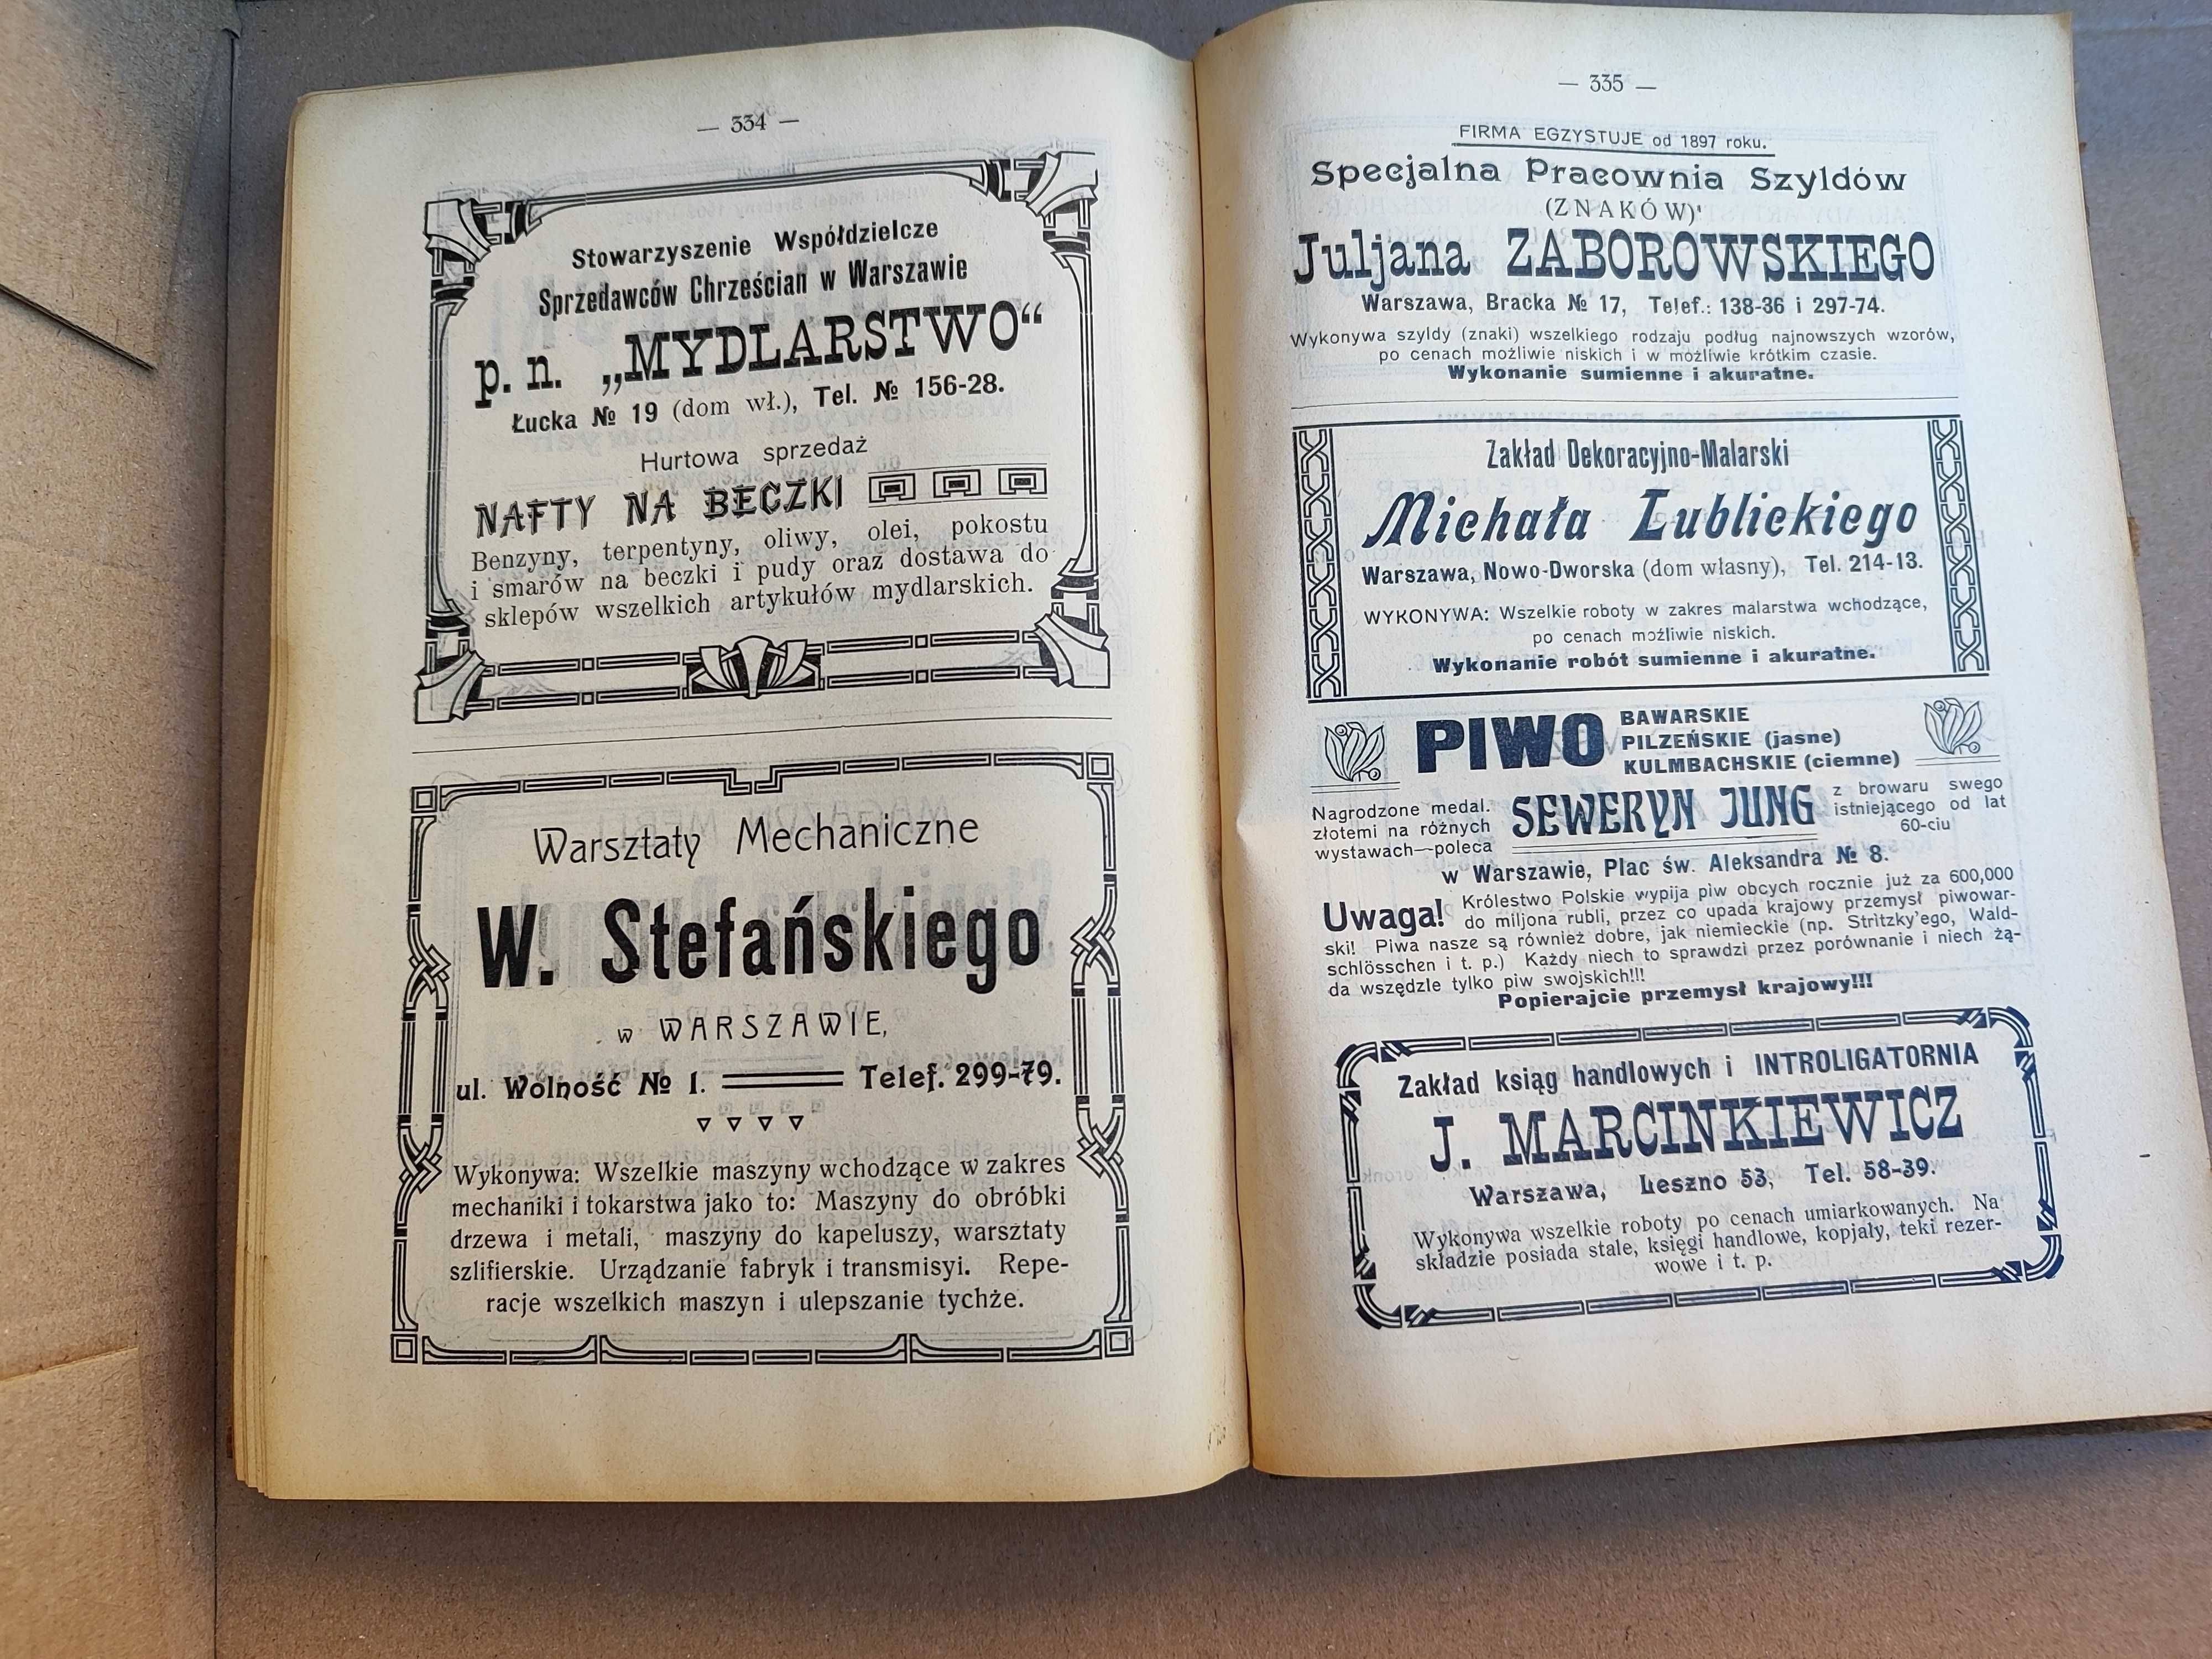 — 334 —
Stowarzyszenie Współdzielcze
Sprzedawców Chrześcian w Warszawie
p. n. „MYDLARSTWO“
Łucka № 19 (dom wł.), Tel. № 156-28.
Hurtowa sprzedaż
NAFTY NA BECZKI
Benzyny, terpentyny, oliwy, olei, pokostu
i smarów na beczki i pudy oraz dostawa do
sklepów wszelkich artykułów mydlarskich.
Warsztaty Mechaniczne
W. Stefańskiego
w WARSZAWIE,
ul. Wolność № 1. Telef. 299-79.
Wykonywa: Wszelkie maszyny wchodzące w zakres
mechaniki i tokarstwa jako to: Maszyny do obróbki
drzewa i metali, maszyny do kapeluszy, warsztaty
szlifierskie. Urządzanie fabryk i transmisyi. Repe-
racje wszelkich maszyn i ulepszanie tychże.
— 335 —
FIRMA EGZYSTUJE od 1897 roku.
Specjalna Pracownia Szyldów
(ZNAKÓW)
Juljana ZABOROWSKIEGO
Warszawa, Bracka № 17, Telef.: 138-36 i 297-74.
Wykonywa szyldy (znaki) wszelkiego rodzaju podług najnowszych wzorów,
po cenach możliwie niskich i w możliwie krótkim czasie.
Wykonanie sumienne i akuratne.
Zakład Dekoracyjno-Malarski
Michała Lublickiego
Warszawa, Nowo-Dworska (dom własny), Tel. 214-13.
WYKONYWA: Wszelkie roboty w zakres malarstwa wchodzące,
po cenach możliwie niskich.
Wykonanie robót sumienne i akuratne.
PIWO BAWARSKIE
PILZEŃSKIE (jasne)
KULMBACHSKIE (ciemne)
Nagrodzone medal.
złotemi na różnych
wystawach—poleca
SEWERYN JUNG
z browaru swego
istniejącego od lat
60-ciu
w Warszawie, Plac św. Aleksandra № 8.
Uwaga! Królestwo Polskie wypija piw obcych rocznie już za 600,000
do miljona rubli, przez co upada krajowy przemysł piwowar-
ski! Piwa nasze są również dobre, jak niemieckie (np. Stritzky'ego, Wald-
schlösschen i t. p.) Każdy niech to sprawdzi przez porównanie i niech żą-
da wszędzie tylko piw swojskich!!!
Popierajcie przemysł krajowy!!!
Zakład ksiąg handlowych i INTROLIGATORNIA
J. MARCINKIEWICZ
Warszawa, Leszno 53, Tel. 58-39.
Wykonywa wszelkie roboty po cenach umiarkowanych. Na
składzie posiada stale, księgi handlowe, kopjały, teki rezer-
wowe i t. p.